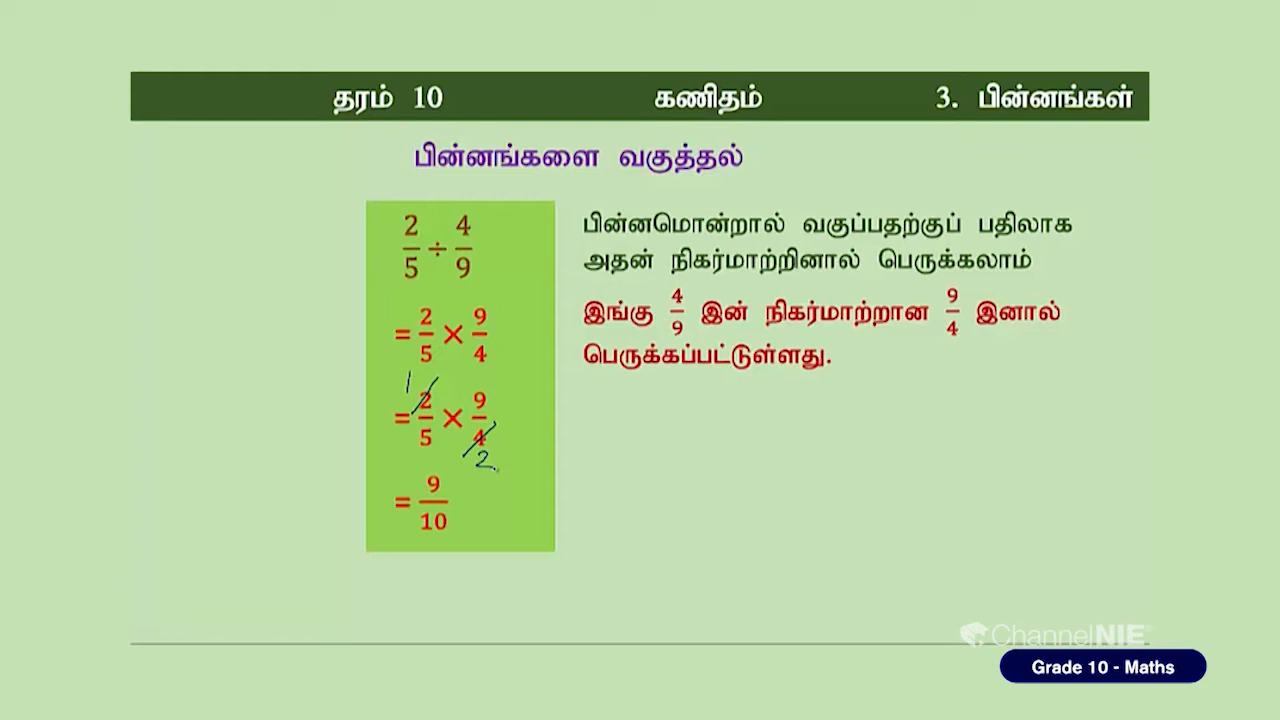 தரம் 10 கணிதம் 3. பின்னங்கள்
பின்னங்களை வகுத்தல்
2/5 ÷ 4/9
= 2/5 × 9/4
1
= 2/5 × 9/4
2
= 9/10
பின்னமொன்றால் வகுப்பதற்குப் பதிலாக
அதன் நிகர்மாற்றினால் பெருக்கலாம்
இங்கு 4/9 இன் நிகர்மாற்றான 9/4 இனால்
பெருக்கப்பட்டுள்ளது.
ChannelNIE
Grade 10 - Maths